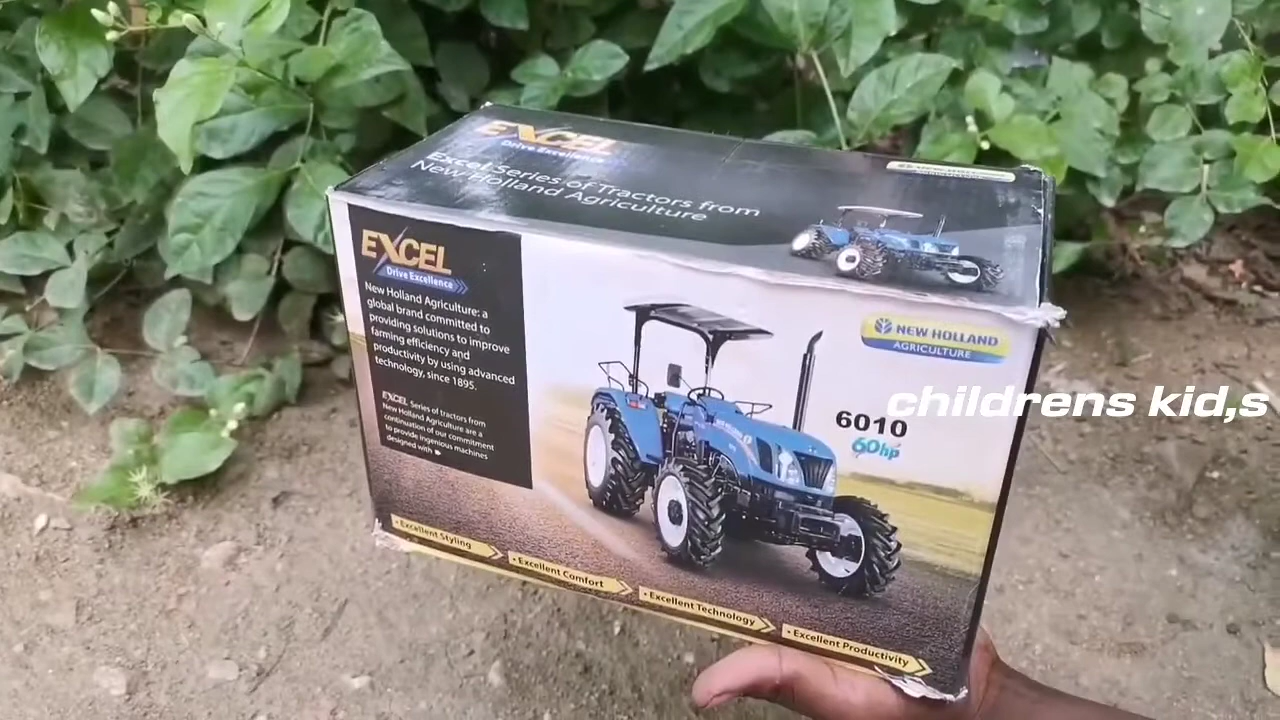 EXCEL
Drive Excellence
Excel Series of Tractors from
New Holland Agriculture
EXCEL
Drive Excellence
New Holland Agriculture: a
global brand committed to
providing solutions to improve
farming efficiency and
productivity by using advanced
technology, since 1895.
EXCEL Series of tractors from
New Holland Agriculture are a
continuation of our commitment
to provide ingenious machines
designed with
NEW HOLLAND
AGRICULTURE
6010
60hp
childrens kid,s
• Excellent Styling
• Excellent Comfort
• Excellent Technology
• Excellent Productivity